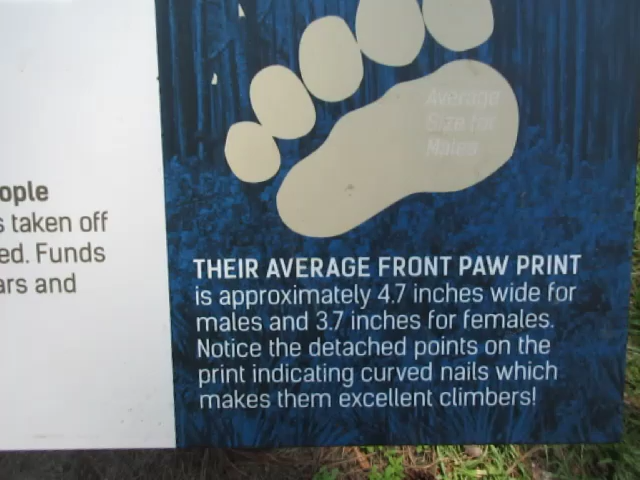 Average
Size for
Males
ople
s taken off
ed. Funds
ars and
THEIR AVERAGE FRONT PAW PRINT
is approximately 4.7 inches wide for
males and 3.7 inches for females.
Notice the detached points on the
print indicating curved nails which
makes them excellent climbers!